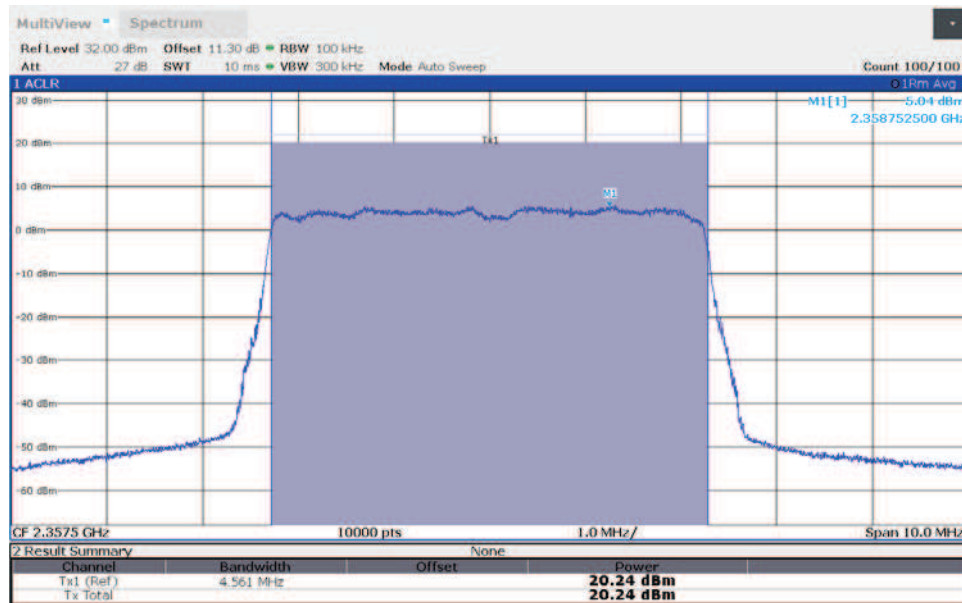 MultiView Spectrum
Ref Level 32.00 dBm Offset 11.30 dB RBW 100 kHz
Att 27 dB SWT 10 ms VBW 300 kHz Mode Auto Sweep Count 100/100
1 ACLR 1Rm Avg
M1[1] 5.04 dBm
2.358752500 GHz
30 dBm
20 dBm
Tx1
10 dBm
M1
0 dBm
-10 dBm
-20 dBm
-30 dBm
-40 dBm
-50 dBm
-60 dBm
CF 2.3575 GHz 10000 pts 1.0 MHz/ Span 10.0 MHz
2 Result Summary None
Channel Bandwidth Offset Power
Tx1 (Ref) 4.561 MHz 20.24 dBm
Tx Total 20.24 dBm